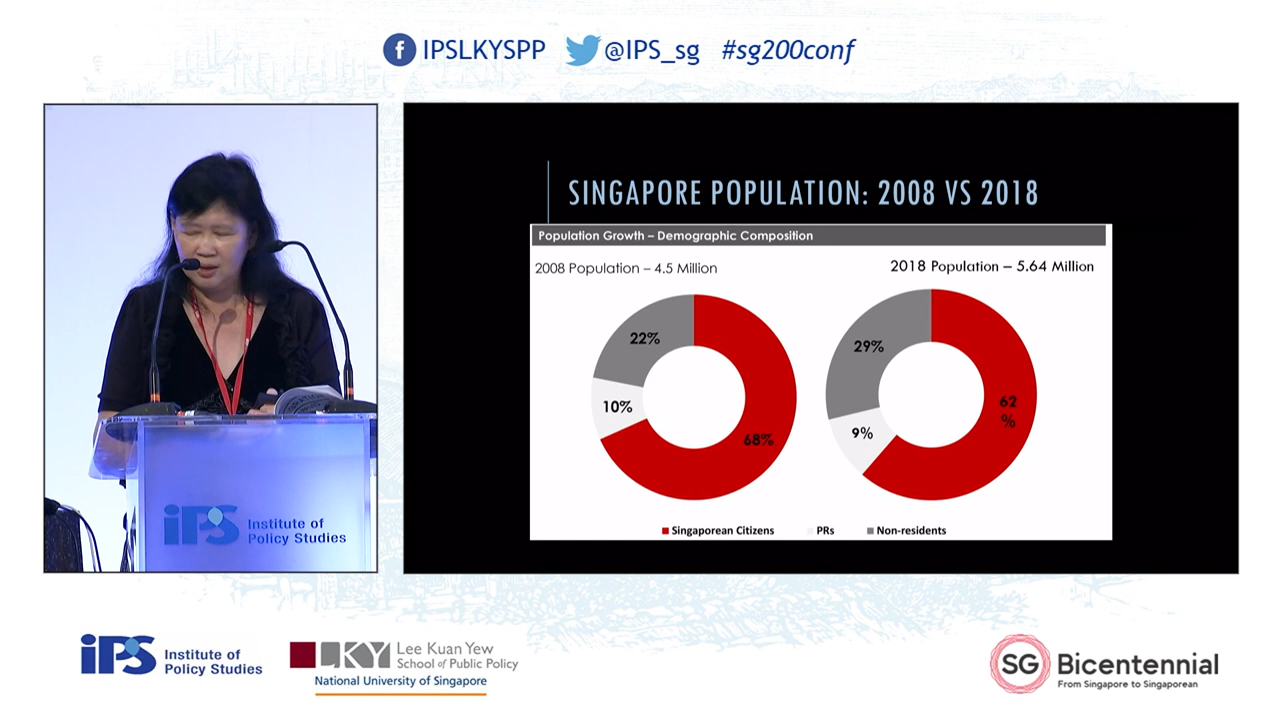 IPSLKYSPP @IPS_sg #sg200conf
SINGAPORE POPULATION: 2008 VS 2018
Population Growth – Demographic Composition
2008 Population – 4.5 Million
2018 Population – 5.64 Million
22%
10%
68%
29%
9%
62
%
Singaporean Citizens PRs Non-residents
iPS Institute of
Policy Studies
iPS Institute of
Policy Studies
LKY Lee Kuan Yew
School of Public Policy
National University of Singapore
SG Bicentennial
From Singapore to Singaporean